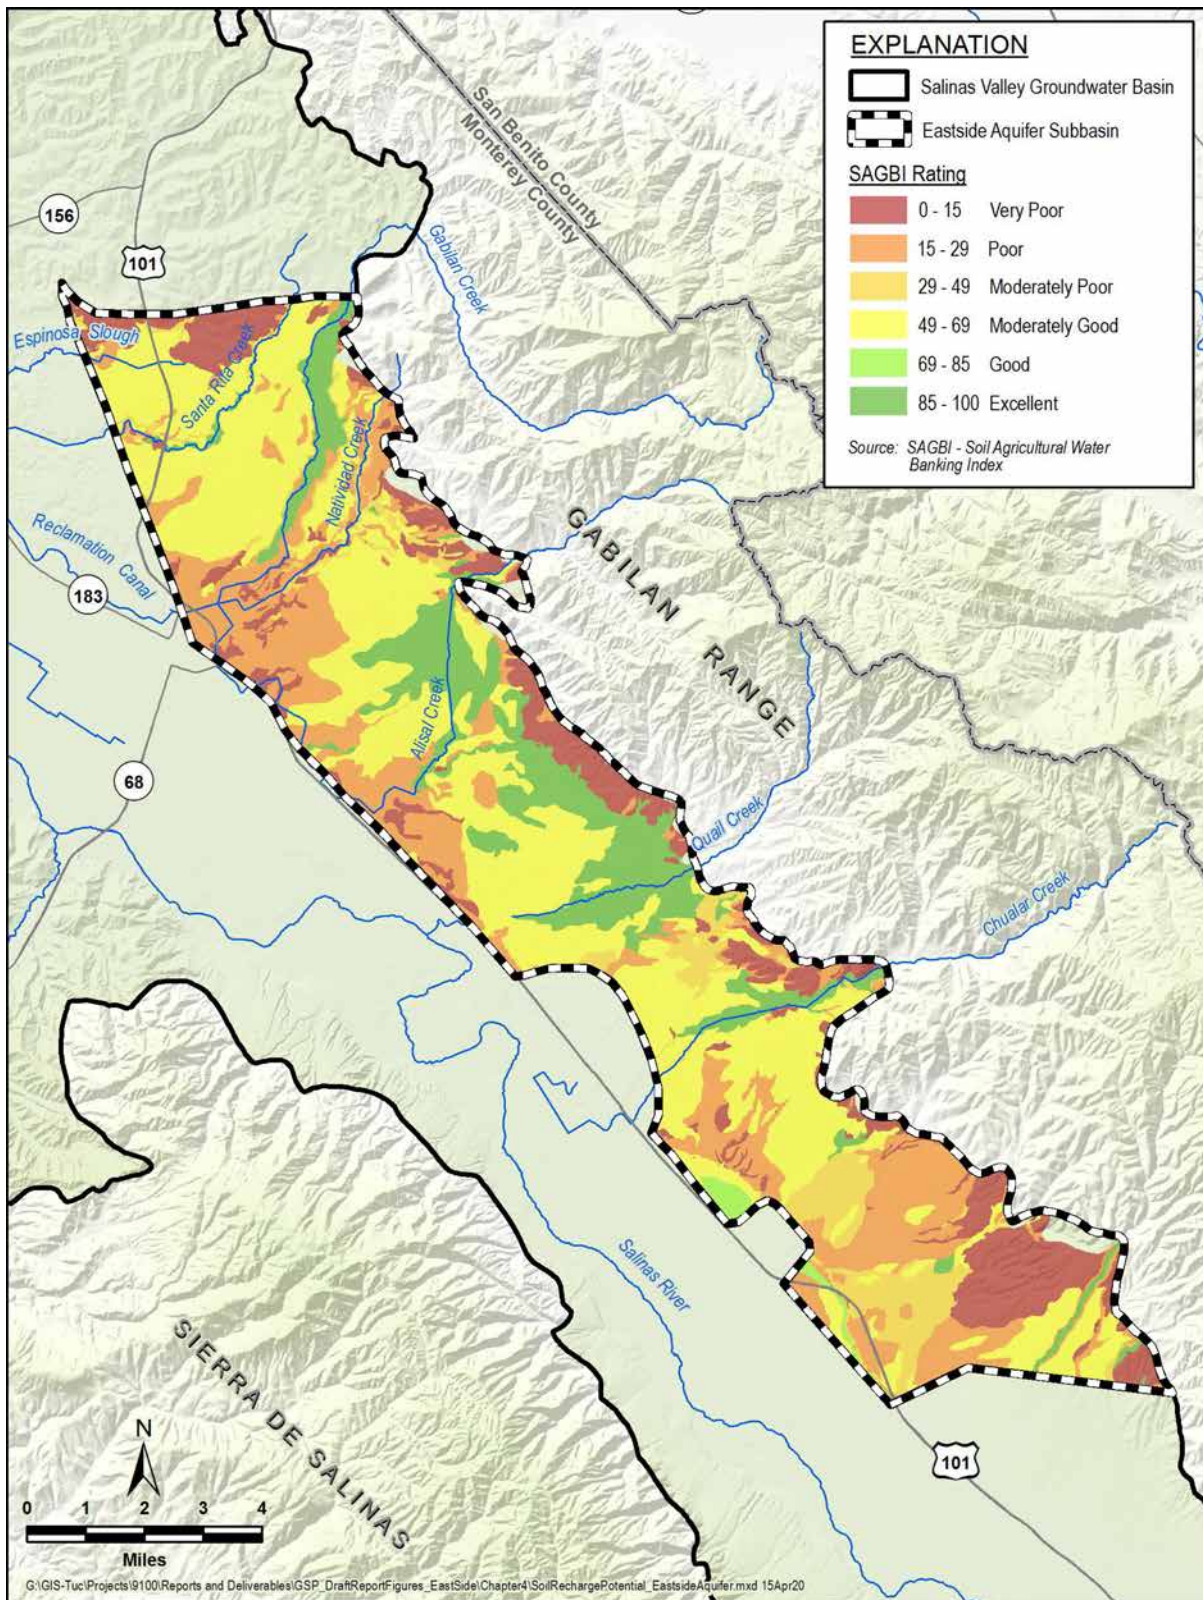 EXPLANATION
Salinas Valley Groundwater Basin
Eastside Aquifer Subbasin
SAGBI Rating
0 - 15 Very Poor
15 - 29 Poor
29 - 49 Moderately Poor
49 - 69 Moderately Good
69 - 85 Good
85 - 100 Excellent
Source: SAGBI - Soil Agricultural Water
Banking Index
San Benito County
Monterey County
156
101
Gabilan Creek
Espinosa Slough
Santa Rita Creek
Natividad Creek
Reclamation Canal
183
GABILAN RANGE
68
Alisal Creek
Quail Creek
Chualar Creek
Salinas River
SIERRA DE SALINAS
101
N
0 1 2 3 4
Miles
G:\GIS-Tuc\Projects\9100\Reports and Deliverables\GSP_DraftReportFigures_EastSide\Chapter4\SoilRechargePotential_EastsideAquifer.mxd 15Apr20